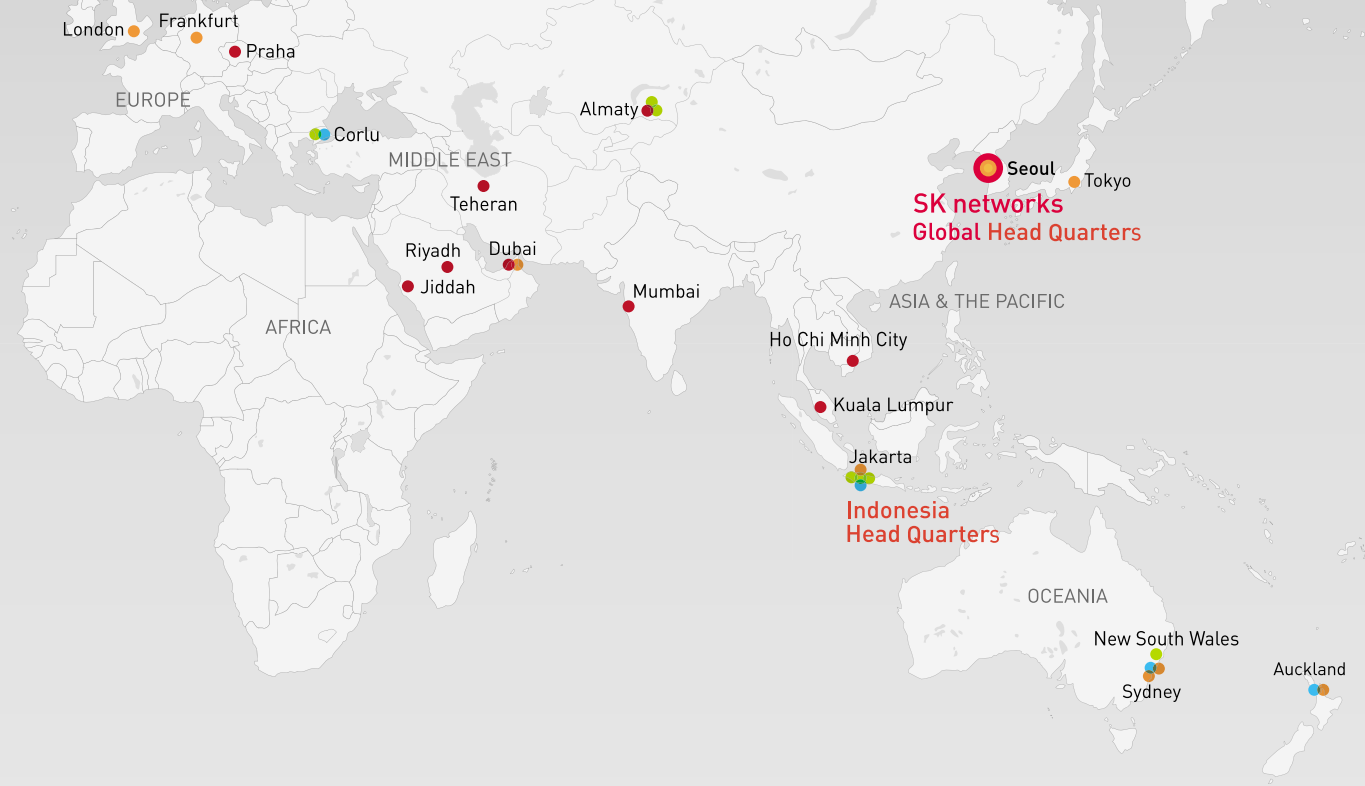 London
Frankfurt
Praha
EUROPE
Corlu
Almaty
MIDDLE EAST
Teheran
Seoul
Tokyo
SK networks
Global Head Quarters
Riyadh
Dubai
Jiddah
Mumbai
ASIA & THE PACIFIC
AFRICA
Ho Chi Minh City
Kuala Lumpur
Jakarta
Indonesia
Head Quarters
OCEANIA
New South Wales
Sydney
Auckland